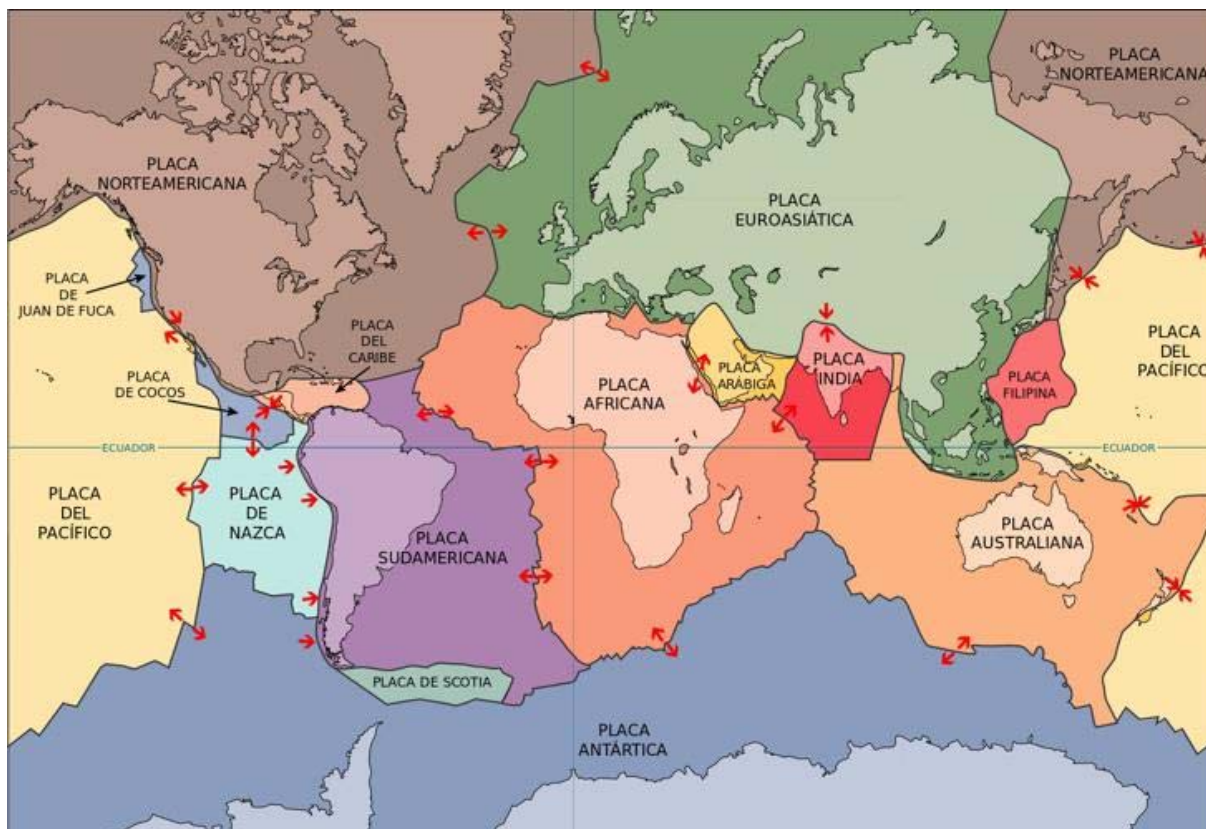 PLACA
NORTEAMERICANA
PLACA
NORTEAMERICANA
PLACA
EUROASIÁTICA
PLACA
DE
JUAN DE FUCA
PLACA
DEL
CARIBE
PLACA
DE COCOS
PLACA
AFRICANA
PLACA
ARÁBIGA
PLACA
INDIA
PLACA
FILIPINA
PLACA
DEL
PACÍFICO
ECUADOR
ECUADOR
PLACA
DEL
PACÍFICO
PLACA
DE
NAZCA
PLACA
SUDAMERICANA
PLACA
AUSTRALIANA
PLACA DE SCOTIA
PLACA
ANTÁRTICA